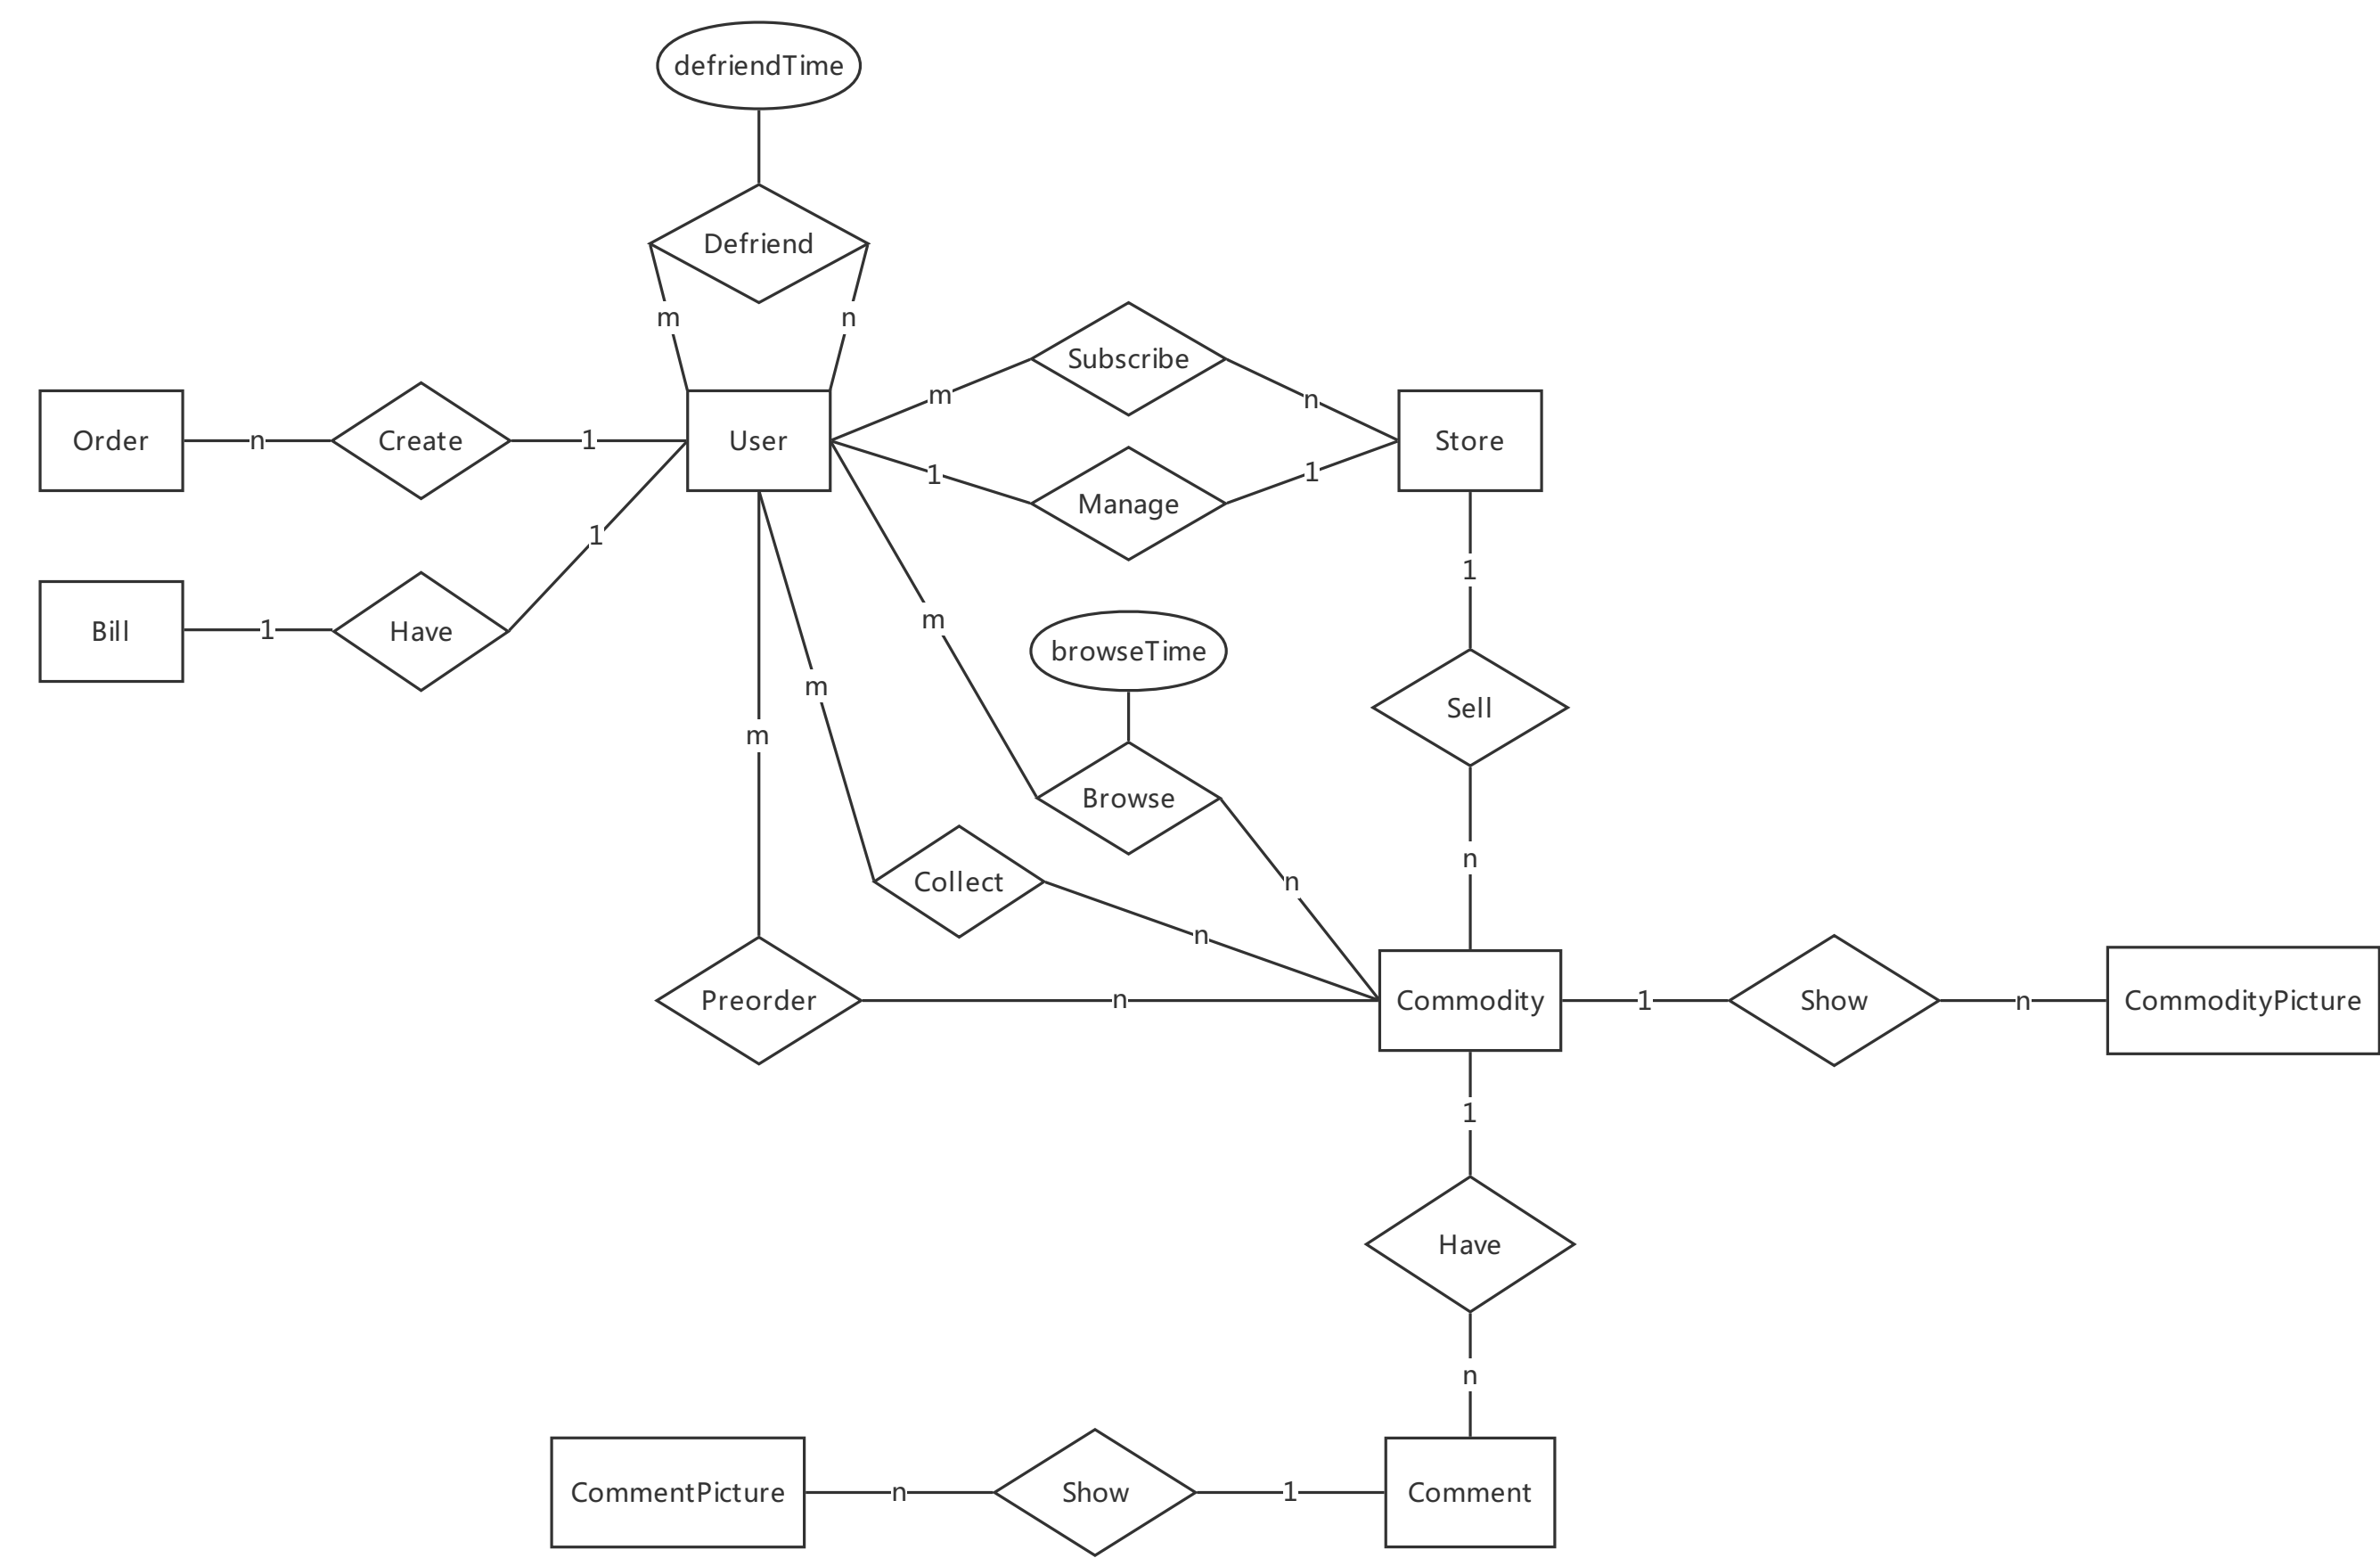 defriendTime
Defriend
m
n
Subscribe
m
n
Order
n
Create
1
User
Store
1
1
Manage
1
1
Bill
1
Have
m
browseTime
m
Sell
m
Browse
n
Collect
n
n
Preorder
n
Commodity
1
Show
n
CommodityPicture
1
Have
n
CommentPicture
n
Show
1
Comment